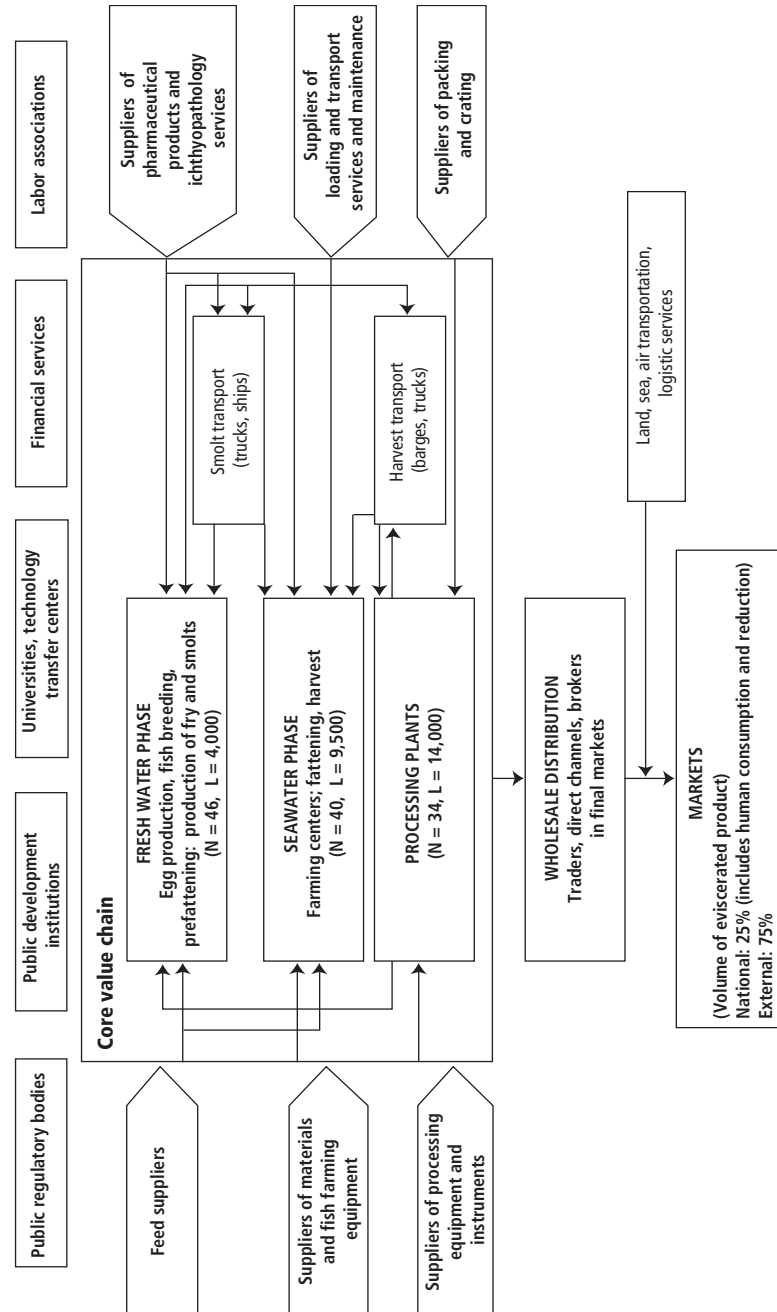 Public regulatory bodies
Public development
institutions
Universities, technology
transfer centers
Financial services
Labor associations
Core value chain
Feed suppliers
Suppliers of materials
and fish farming
equipment
Suppliers of processing
equipment and
instruments
FRESH WATER PHASE
Egg production, fish breeding,
prefattening: production of fry and smolts
(N = 46, L = 4,000)
SEAWATER PHASE
Farming centers; fattening, harvest
(N = 40, L = 9,500)
PROCESSING PLANTS
(N = 34, L = 14,000)
Smolt transport
(trucks, ships)
Harvest transport
(barges, trucks)
Suppliers of
pharmaceutical
products and
ichthyopathology
services
Suppliers of
loading and transport
services and maintenance
Suppliers of packing
and crating
WHOLESALE DISTRIBUTION
Traders, direct channels, brokers
in final markets
Land, sea, air transportation,
logistic services
MARKETS
(Volume of eviscerated product)
National: 25% (includes human consumption and reduction)
External: 75%